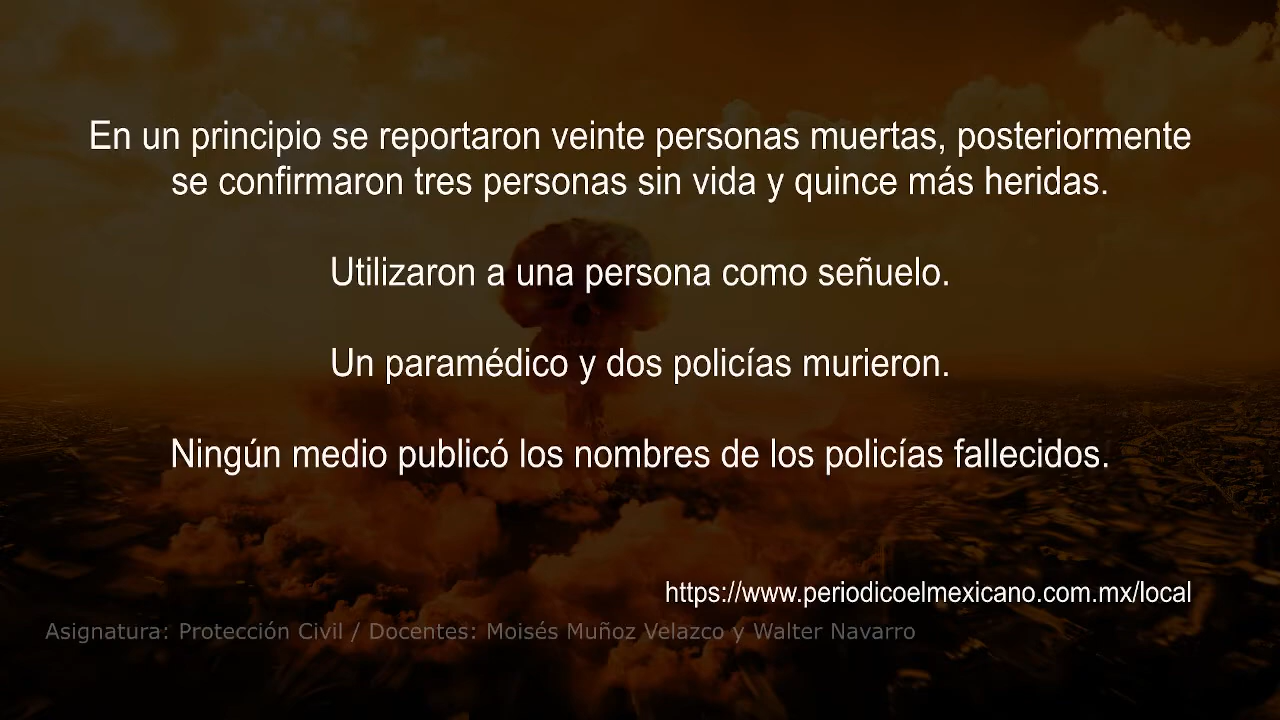 En un principio se reportaron veinte personas muertas, posteriormente
se confirmaron tres personas sin vida y quince más heridas.
Utilizaron a una persona como señuelo.
Un paramédico y dos policías murieron.
Ningún medio publicó los nombres de los policías fallecidos.
https://www.periodicoelmexicano.com.mx/local
Asignatura: Protección Civil / Docentes: Moisés Muñoz Velazco y Walter Navarro